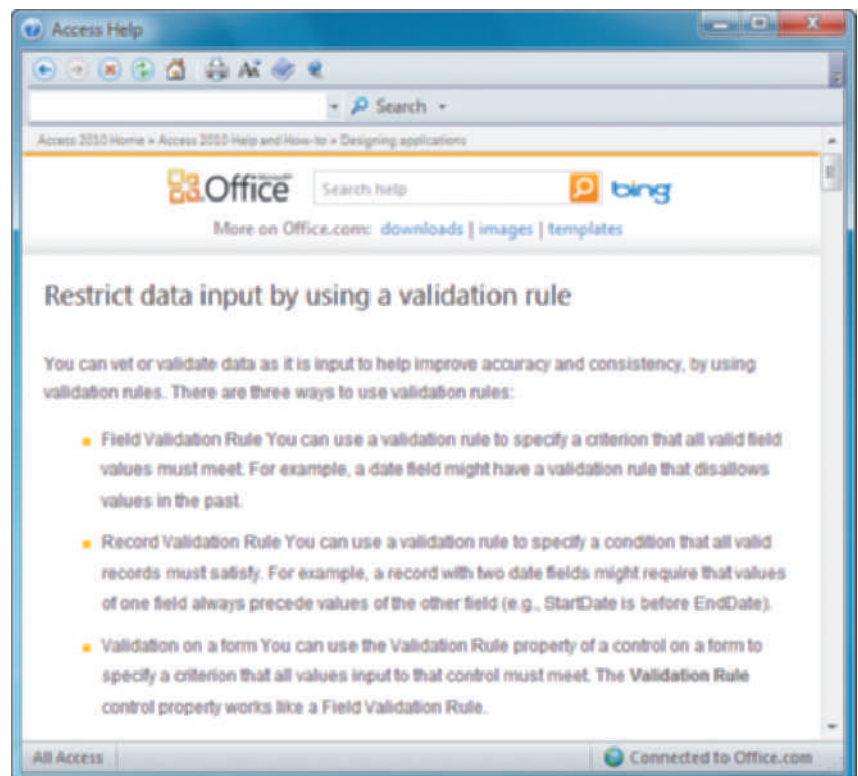 Access Help
Search
Access 2010 Home > Access 2010 Help and How-to > Designing applications
Microsoft
Office
Search help
bing
More on Office.com: downloads | images | templates
Restrict data input by using a validation rule
You can vet or validate data as it is input to help improve accuracy and consistency, by using
validation rules. There are three ways to use validation rules:
Field Validation Rule You can use a validation rule to specify a criterion that all valid field
values must meet. For example, a date field might have a validation rule that disallows
values in the past.
Record Validation Rule You can use a validation rule to specify a condition that all valid
records must satisfy. For example, a record with two date fields might require that values
of one field always precede values of the other field (e.g., StartDate is before EndDate).
Validation on a form You can use the Validation Rule property of a control on a form to
specify a criterion that all values input to that control must meet. The Validation Rule
control property works like a Field Validation Rule.
All Access
Connected to Office.com